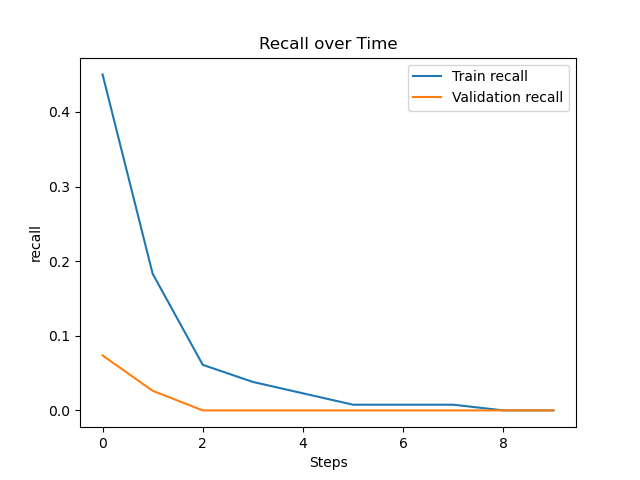 Recall over Time
Train recall
Validation recall
0.4
0.3
0.2
0.1
0.0
recall
0 2 4 6 8
Steps